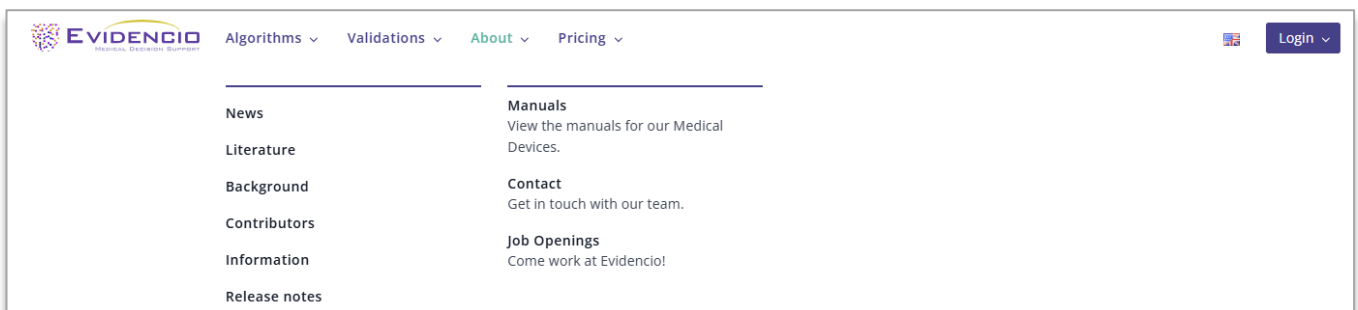 EVIDENCIO
MEDICAL DECISION SUPPORT
Algorithms
Validations
About
Pricing
Login
News
Literature
Background
Contributors
Information
Release notes
Manuals
View the manuals for our Medical
Devices.
Contact
Get in touch with our team.
Job Openings
Come work at Evidencio!